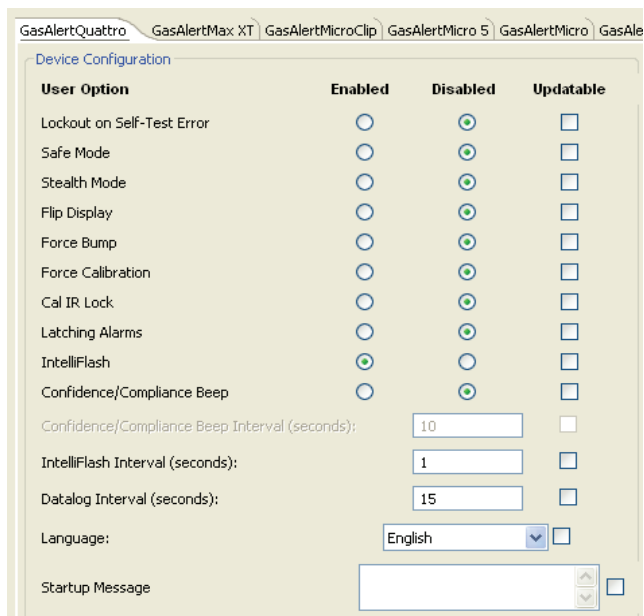 GasAlertQuattro GasAlertMax XT GasAlertMicroClip GasAlertMicro 5 GasAlertMicro GasAle
Device Configuration
User Option Enabled Disabled Updatable
Lockout on Self-Test Error
Safe Mode
Stealth Mode
Flip Display
Force Bump
Force Calibration
Cal IR Lock
Latching Alarms
IntelliFlash
Confidence/Compliance Beep
Confidence/Compliance Beep Interval (seconds): 10
IntelliFlash Interval (seconds): 1
Datalog Interval (seconds): 15
Language: English
Startup Message